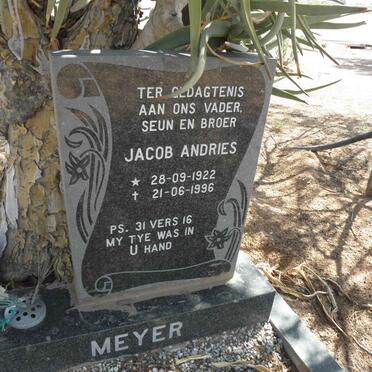 TER GEDAGTENIS
AAN ONS VADER,
SEUN EN BROER
JACOB ANDRIES
★ 28-09-1922
✝ 21-06-1996
PS. 31 VERS 16
MY TYE WAS IN
U HAND
MEYER